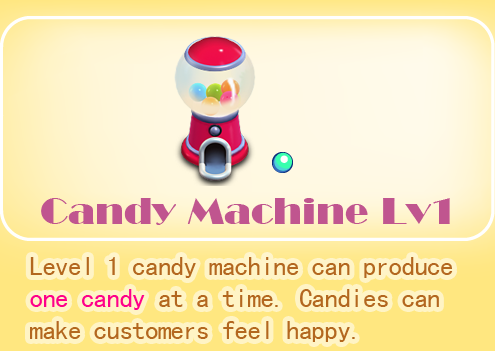 Candy Machine Lv1
Level 1 candy machine can produce
one candy at a time. Candies can
make customers feel happy.